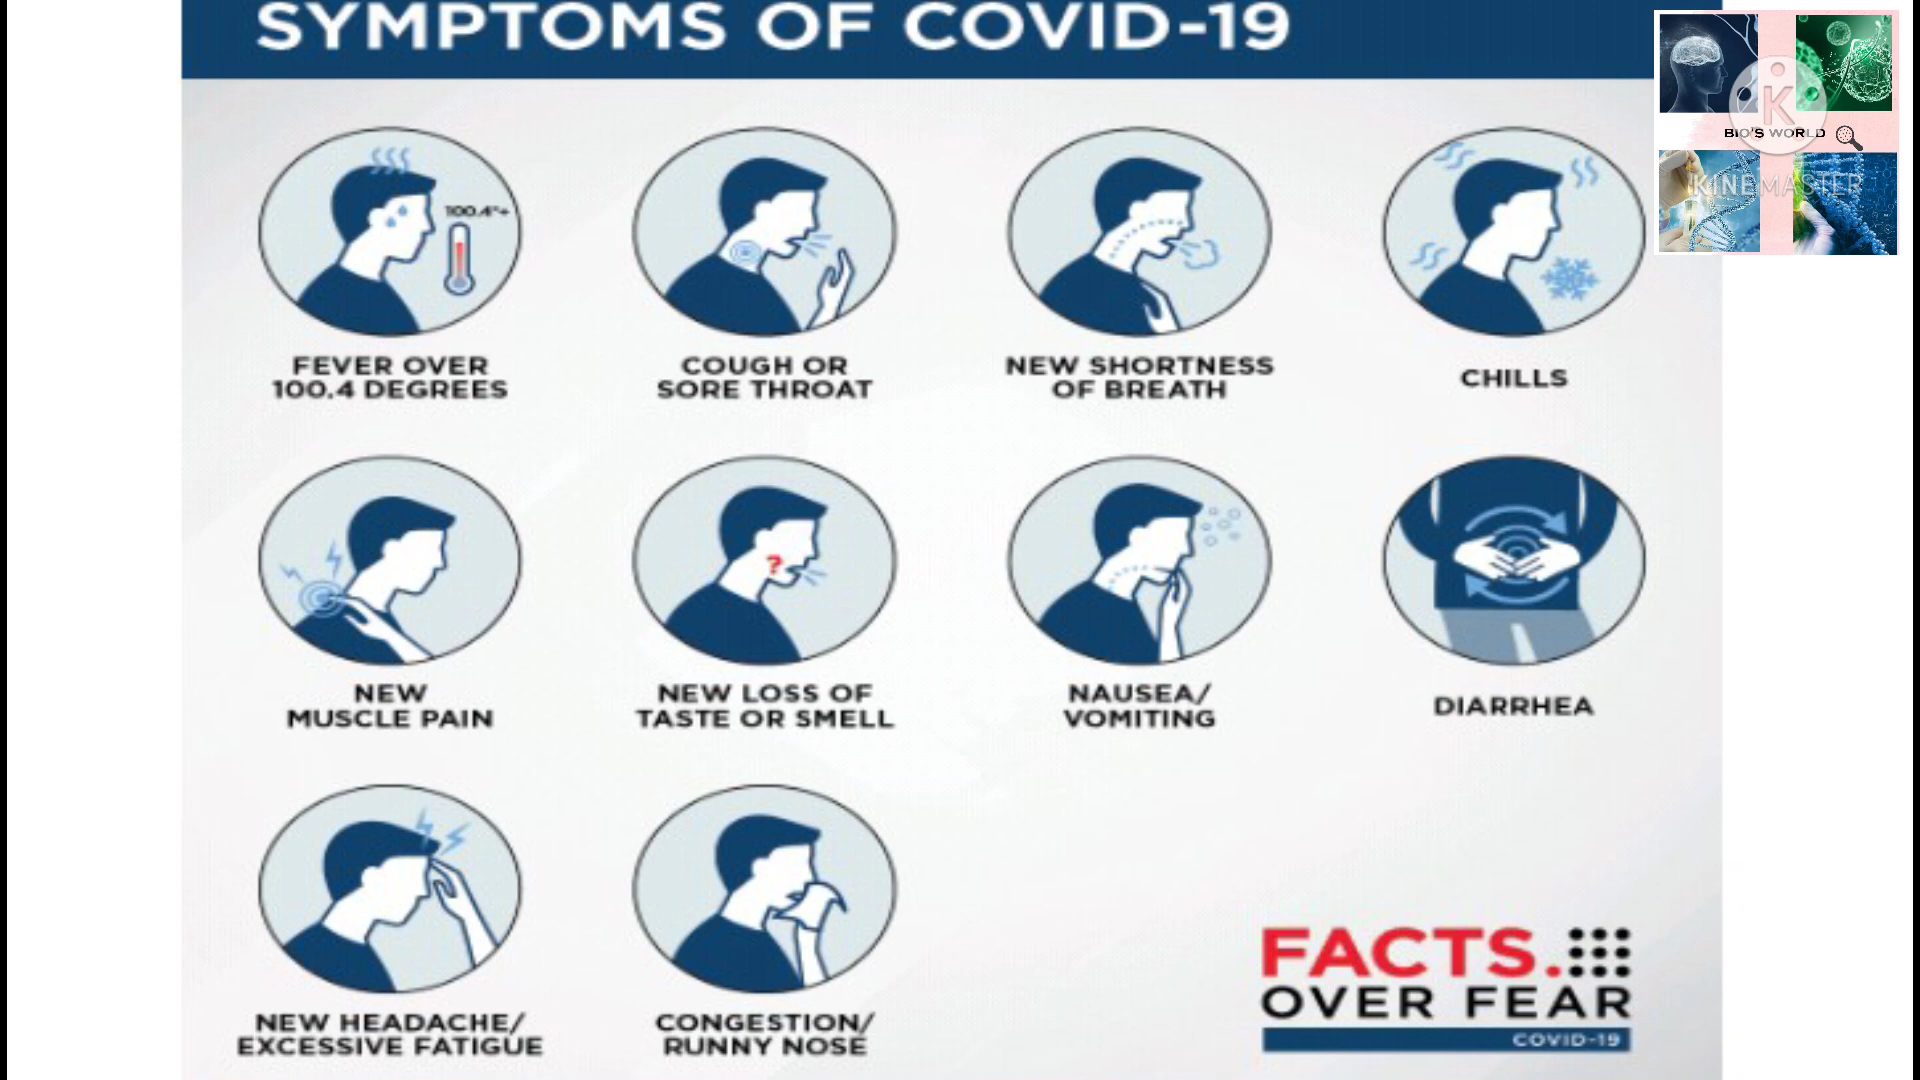 SYMPTOMS OF COVID-19
K
BIO'S WORLD
KINEMASTER
100.4°+
FEVER OVER
100.4 DEGREES
COUGH OR
SORE THROAT
NEW SHORTNESS
OF BREATH
CHILLS
?
NEW
MUSCLE PAIN
NEW LOSS OF
TASTE OR SMELL
NAUSEA/
VOMITING
DIARRHEA
NEW HEADACHE/
EXCESSIVE FATIGUE
CONGESTION/
RUNNY NOSE
FACTS.
OVER FEAR
COVID-19